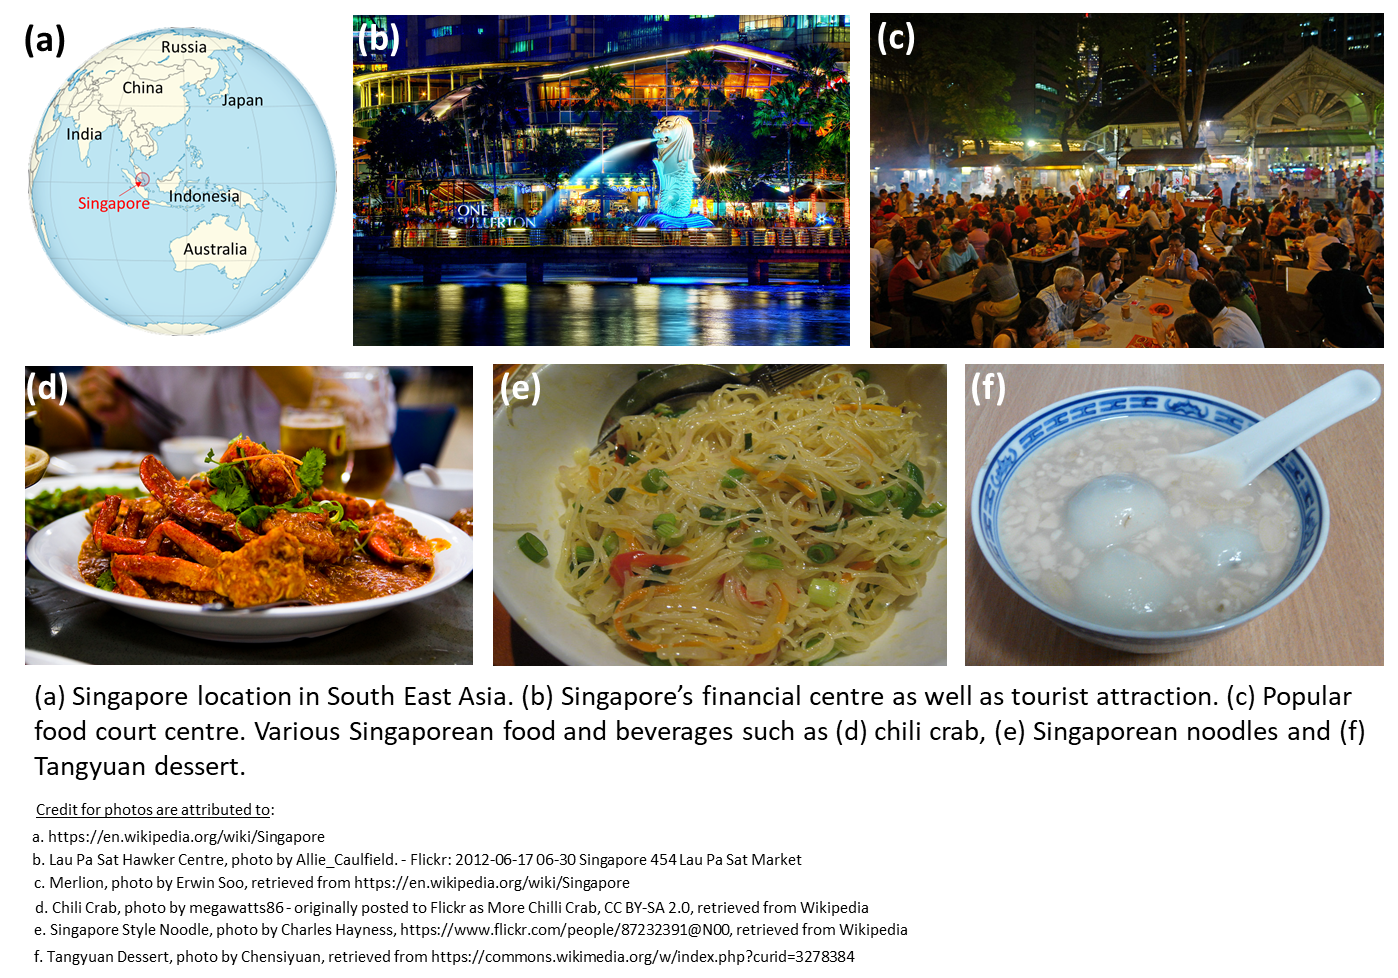 (a)
Russia
China
Japan
India
Singapore
Indonesia
Australia
(b)
ONE
FULLERTON
(c)
(d)
(e)
(f)
(a) Singapore location in South East Asia. (b) Singapore's financial centre as well as tourist attraction. (c) Popular
food court centre. Various Singaporean food and beverages such as (d) chili crab, (e) Singaporean noodles and (f)
Tangyuan dessert.
Credit for photos are attributed to:
a. https://en.wikipedia.org/wiki/Singapore
b. Lau Pa Sat Hawker Centre, photo by Allie_Caulfield. - Flickr: 2012-06-17 06-30 Singapore 454 Lau Pa Sat Market
c. Merlion, photo by Erwin Soo, retrieved from https://en.wikipedia.org/wiki/Singapore
d. Chili Crab, photo by megawatts86 - originally posted to Flickr as More Chilli Crab, CC BY-SA 2.0, retrieved from Wikipedia
e. Singapore Style Noodle, photo by Charles Hayness, https://www.flickr.com/people/87232391@N00, retrieved from Wikipedia
f. Tangyuan Dessert, photo by Chensiyuan, retrieved from https://commons.wikimedia.org/w/index.php?curid=3278384